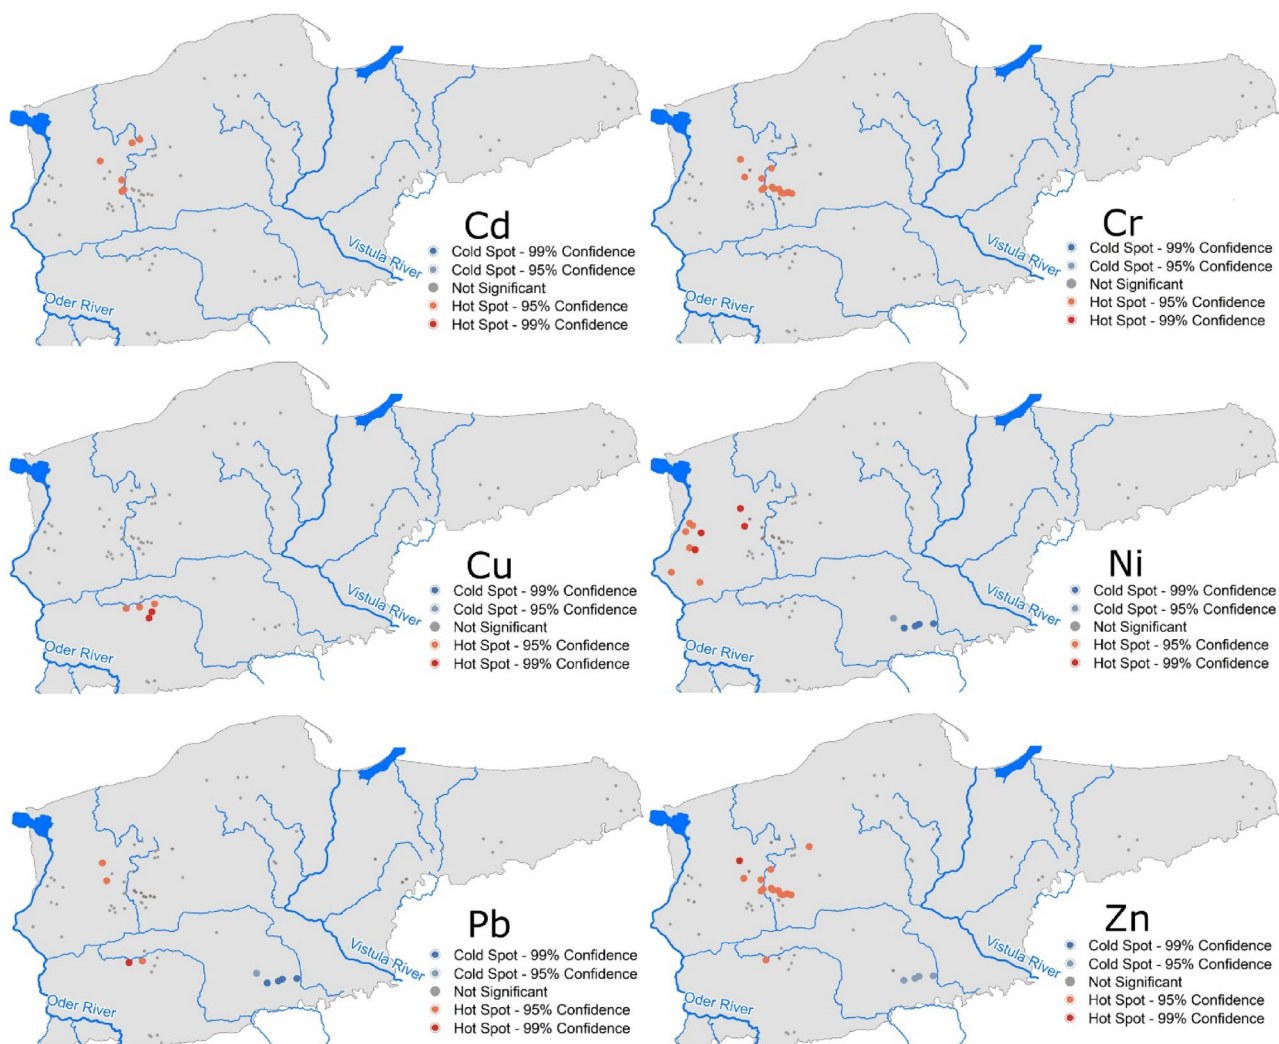 Cd
Cold Spot - 99% Confidence
Cold Spot - 95% Confidence
Not Significant
Hot Spot - 95% Confidence
Hot Spot - 99% Confidence
Vistula River
Oder River
Cr
Cold Spot - 99% Confidence
Cold Spot - 95% Confidence
Not Significant
Hot Spot - 95% Confidence
Hot Spot - 99% Confidence
Vistula River
Oder River
Cu
Cold Spot - 99% Confidence
Cold Spot - 95% Confidence
Not Significant
Hot Spot - 95% Confidence
Hot Spot - 99% Confidence
Vistula River
Oder River
Ni
Cold Spot - 99% Confidence
Cold Spot - 95% Confidence
Not Significant
Hot Spot - 95% Confidence
Hot Spot - 99% Confidence
Vistula River
Oder River
Pb
Cold Spot - 99% Confidence
Cold Spot - 95% Confidence
Not Significant
Hot Spot - 95% Confidence
Hot Spot - 99% Confidence
Vistula River
Oder River
Zn
Cold Spot - 99% Confidence
Cold Spot - 95% Confidence
Not Significant
Hot Spot - 95% Confidence
Hot Spot - 99% Confidence
Vistula River
Oder River